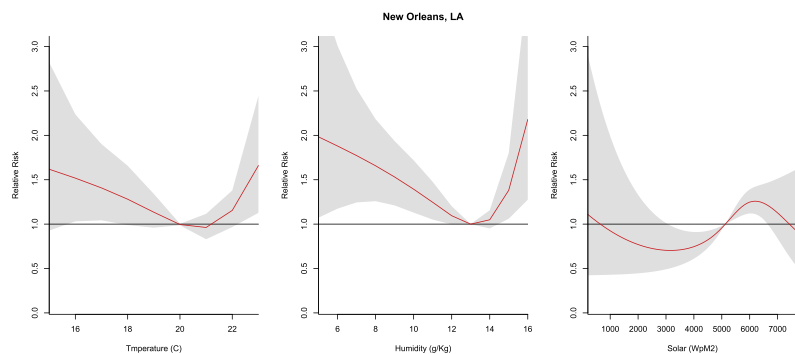 New Orleans, LA
Relative Risk
3.0
2.5
2.0
1.5
1.0
0.5
0.0
16 18 20 22
Tmperature (C)
Relative Risk
3.0
2.5
2.0
1.5
1.0
0.5
0.0
6 8 10 12 14 16
Humidity (g/Kg)
Relative Risk
3.0
2.5
2.0
1.5
1.0
0.5
0.0
1000 2000 3000 4000 5000 6000 7000
Solar (WpM2)